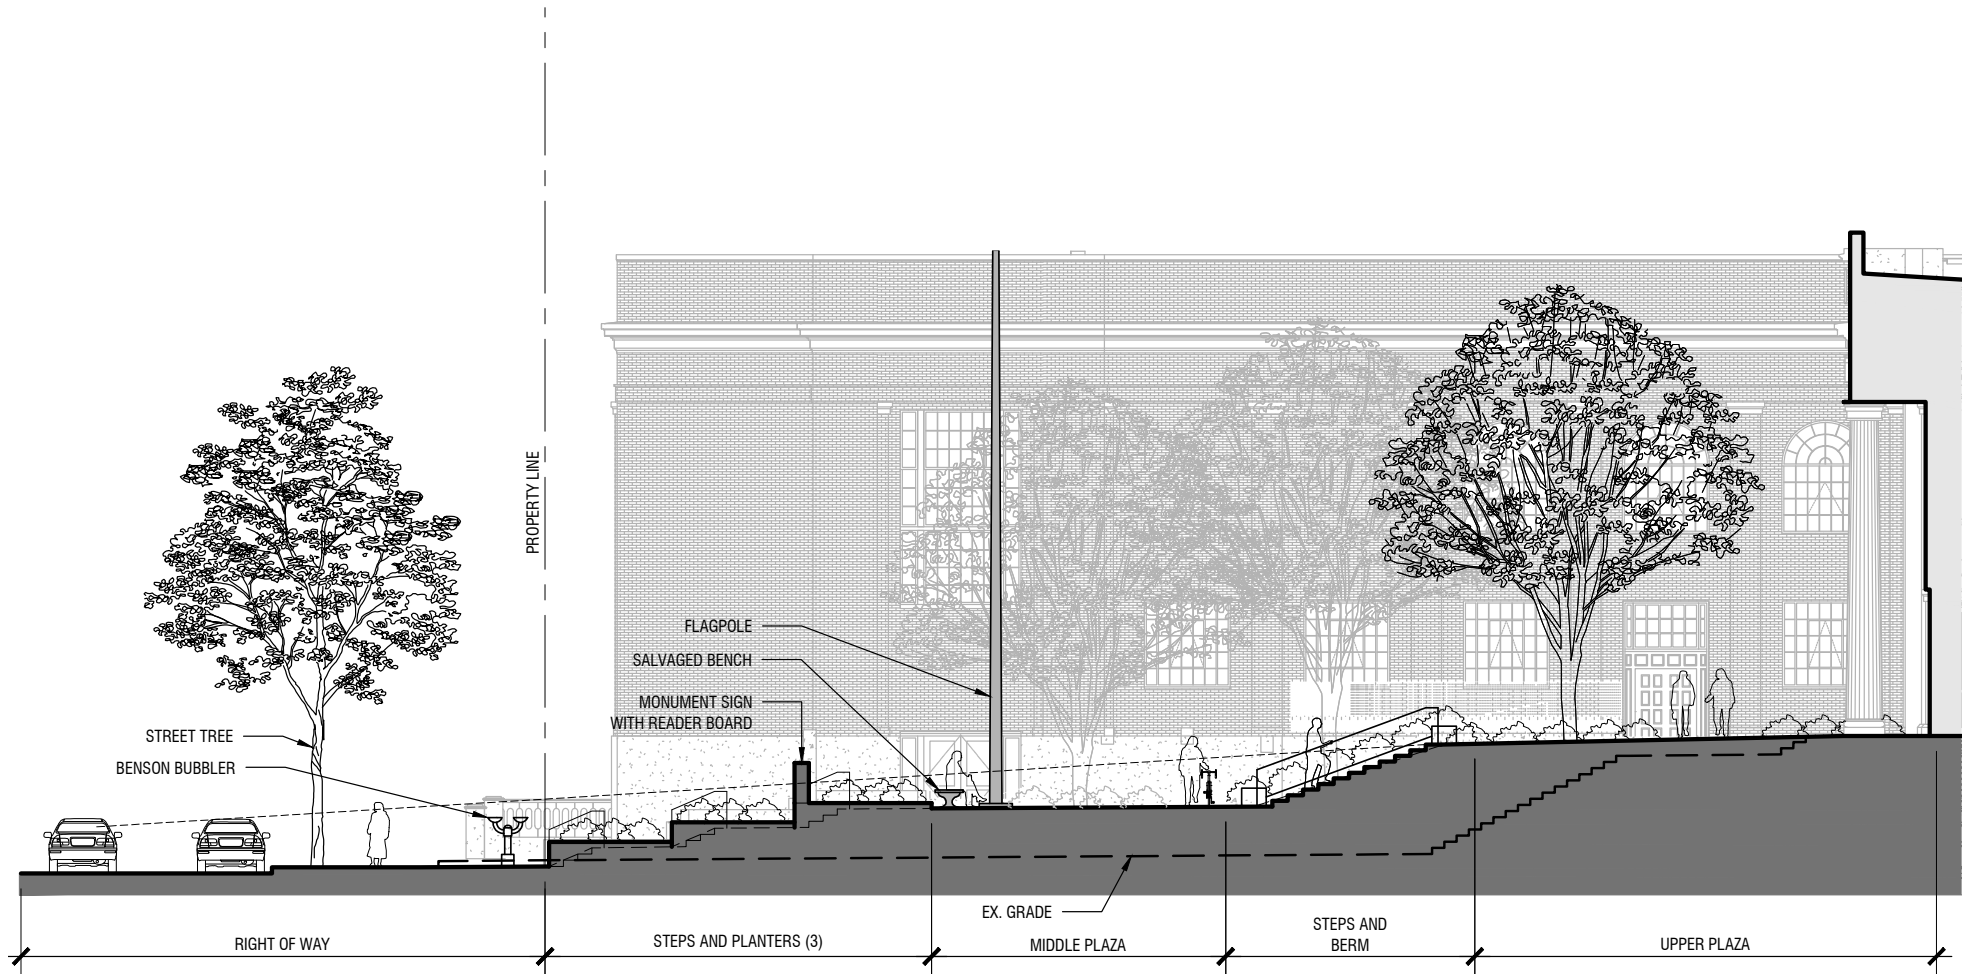 PROPERTY LINE
FLAGPOLE
SALVAGED BENCH
MONUMENT SIGN
WITH READER BOARD
STREET TREE
BENSON BUBBLER
EX. GRADE
RIGHT OF WAY
STEPS AND PLANTERS (3)
MIDDLE PLAZA
STEPS AND
BERM
UPPER PLAZA